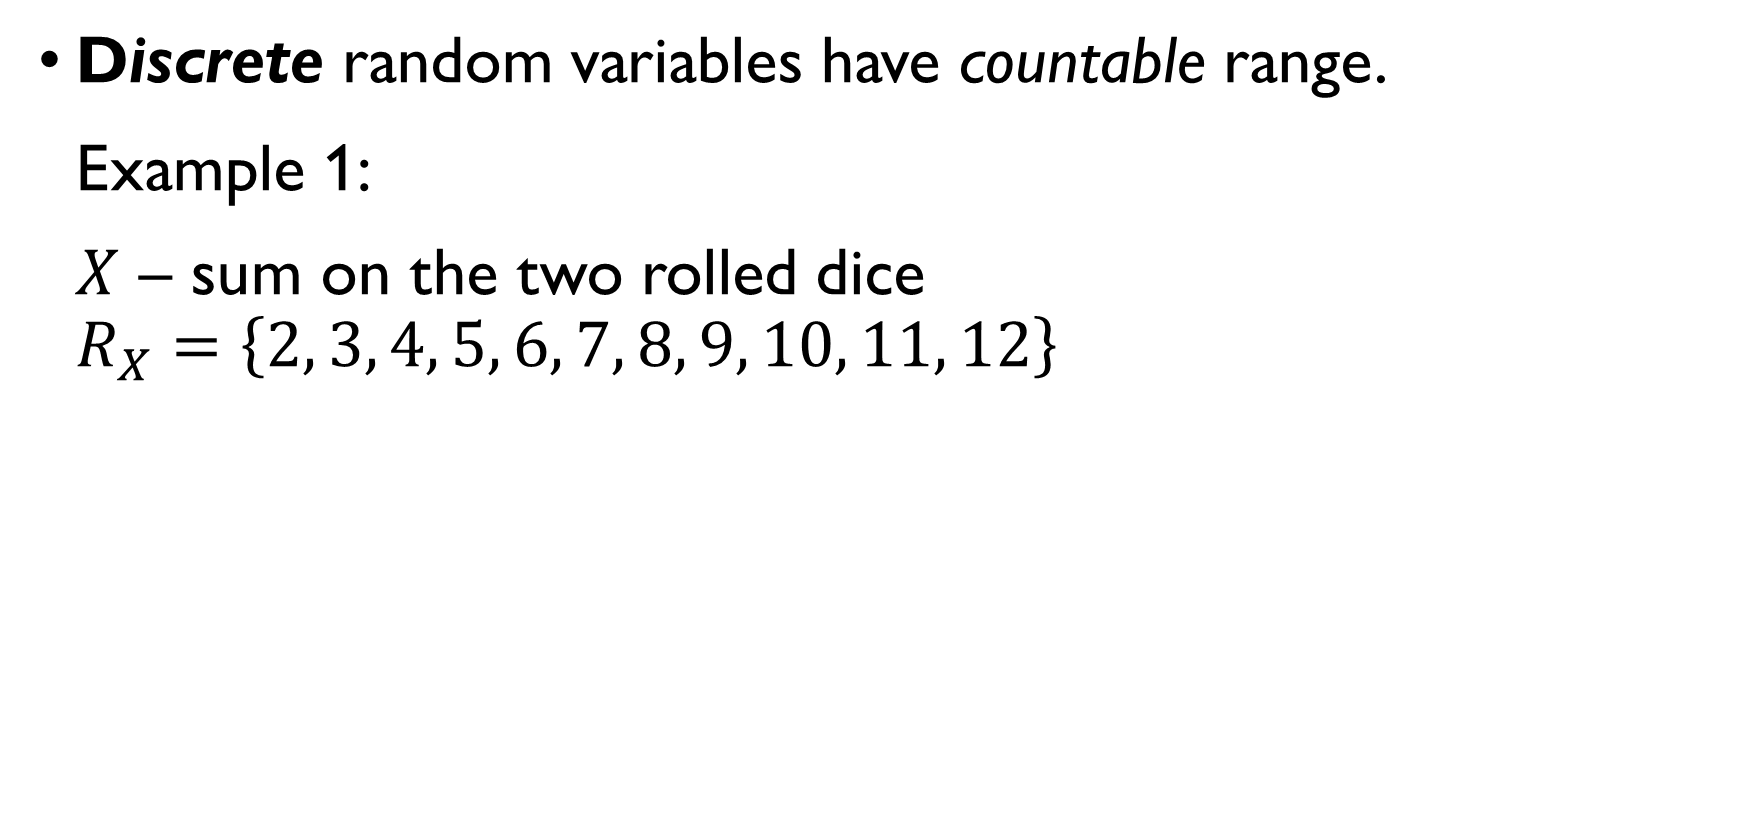 • Discrete random variables have countable range.
Example 1:
X – sum on the two rolled dice
R_X = {2, 3, 4, 5, 6, 7, 8, 9, 10, 11, 12}